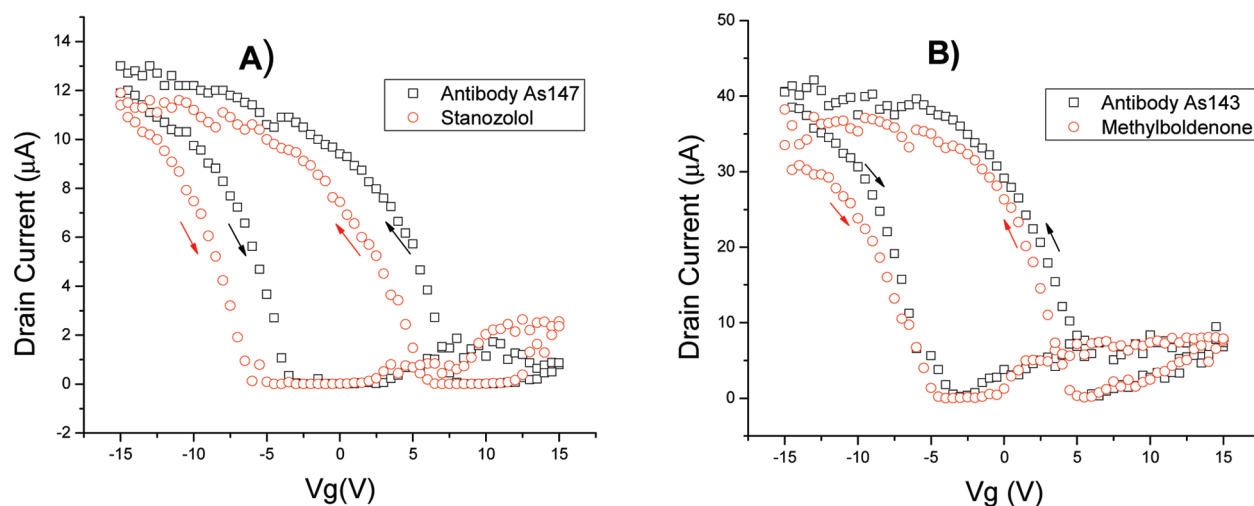 A)
Antibody As147
Stanozolol
Drain Current (μA)
14
12
10
8
6
4
2
0
-2
-15
-10
-5
0
5
10
15
Vg(V)
B)
Antibody As143
Methylboldenone
Drain Current (μA)
50
40
30
20
10
0
-15
-10
-5
0
5
10
15
Vg (V)